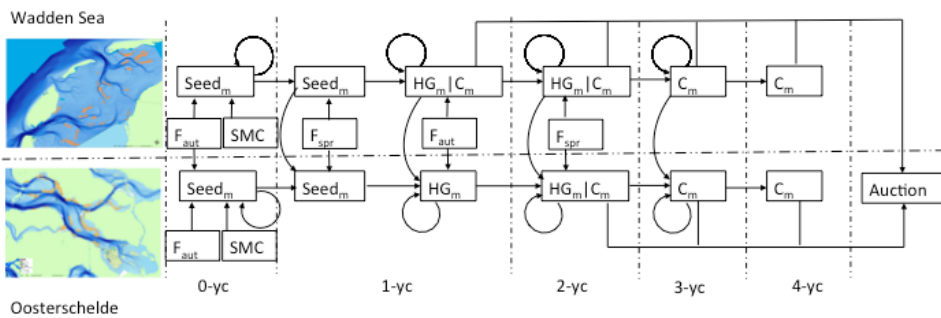 Wadden Sea
Seedm Seedm HGm|Cm HGm|Cm Cm Cm
Faut SMC Fspr Faut Fspr
Seedm Seedm HGm HGm|Cm Cm Cm Auction
Faut SMC
0-yc 1-yc 2-yc 3-yc 4-yc
Oosterschelde